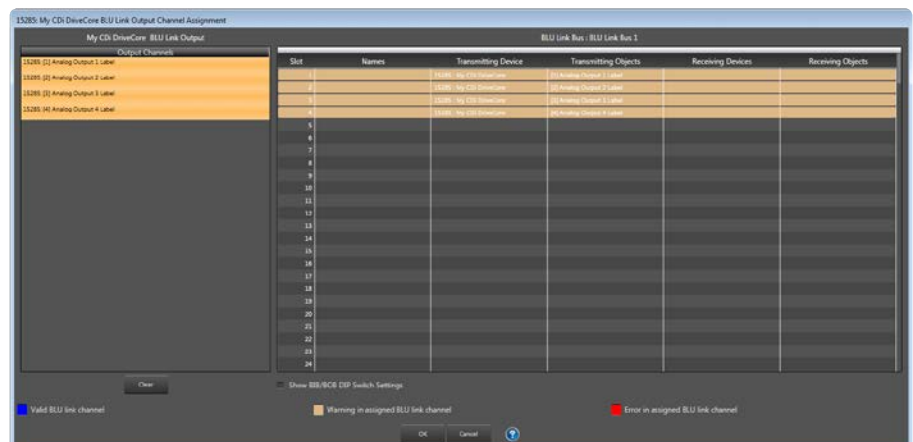 15285: My CDi DriveCore BLU Link Output Channel Assignment
My CDi DriveCore BLU Link Output
BLU Link Bus : BLU Link Bus 1
Output Channels
15285: [1] Analog Output 1 Label
15285: [2] Analog Output 2 Label
15285: [3] Analog Output 3 Label
15285: [4] Analog Output 4 Label
Slot Names Transmitting Device Transmitting Objects Receiving Devices Receiving Objects
1 15285 : My CDi DriveCore [1] Analog Output 1 Label
2 15285 : My CDi DriveCore [2] Analog Output 2 Label
3 15285 : My CDi DriveCore [3] Analog Output 3 Label
4 15285 : My CDi DriveCore [4] Analog Output 4 Label
5
6
7
8
9
10
11
12
13
14
15
16
17
18
19
20
21
22
23
24
Clear
Show BIB/BOB DIP Switch Settings
Valid BLU link channel
Warning in assigned BLU link channel
Error in assigned BLU link channel
OK Cancel ?